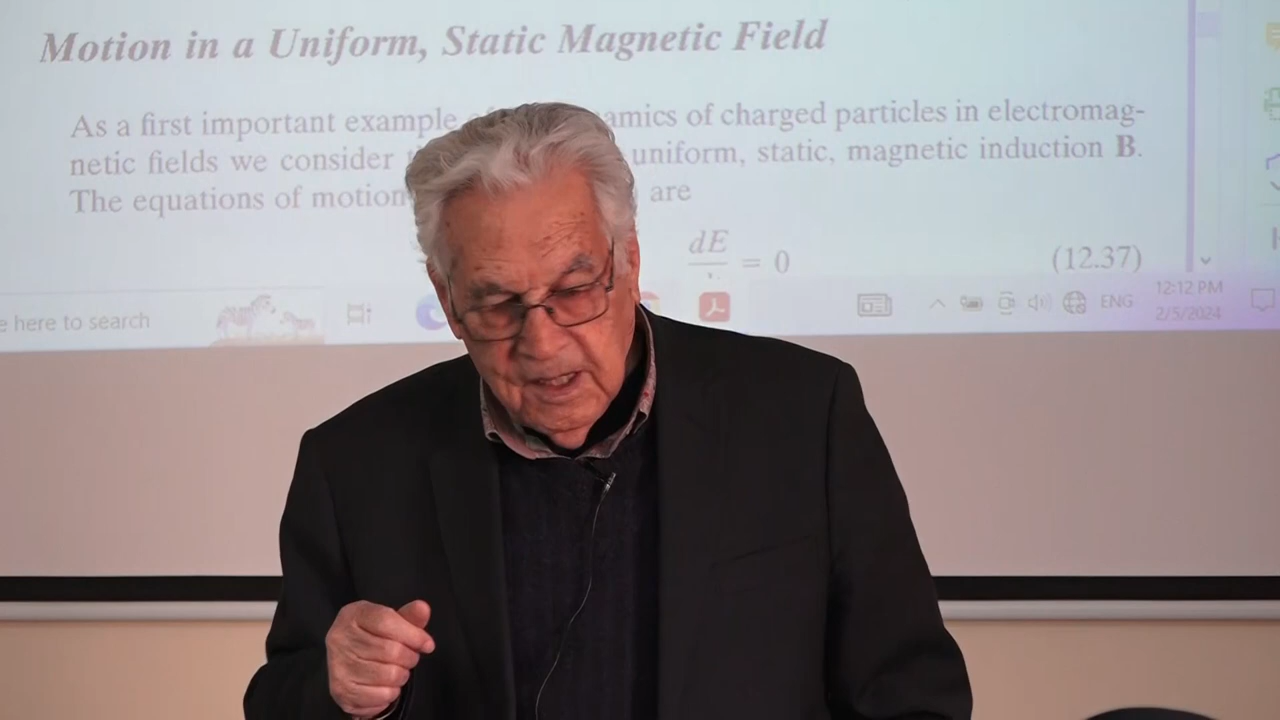 Motion in a Uniform, Static Magnetic Field
As a first important example amics of charged particles in electromag-
netic fields we consider uniform, static, magnetic induction B.
The equations of motion are
dE
= 0 (12.37)
e here to search ENG 12:12 PM
2/5/2024